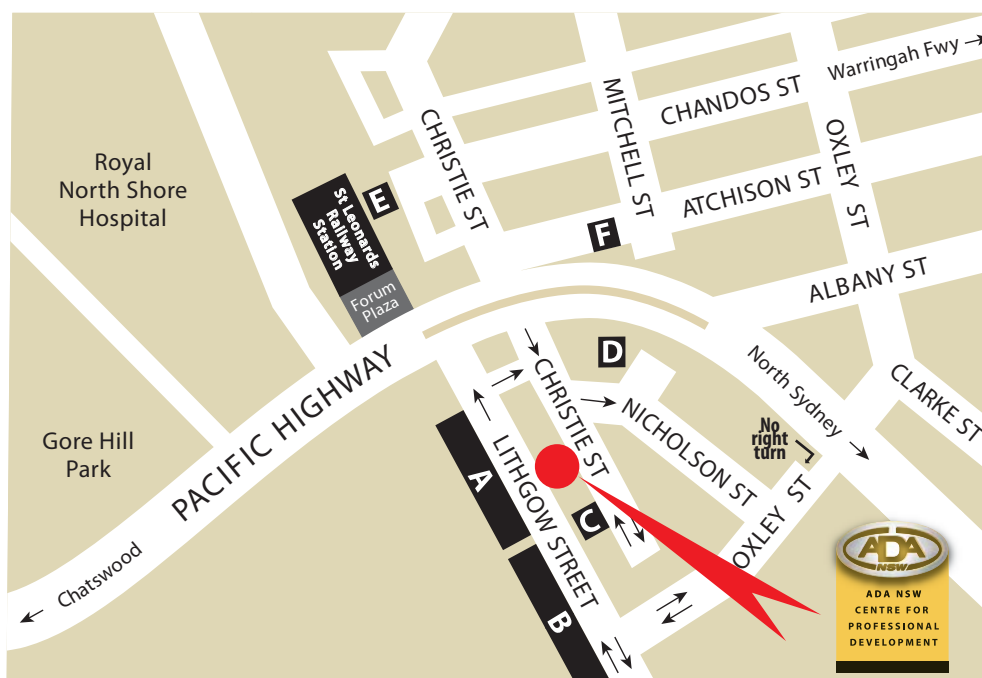 Warringah Fwy
CHANDOS ST
MITCHELL ST
CHRISTIE ST
OXLEY ST
ATCHISON ST
Royal
North Shore
Hospital
E
St Leonards
Railway
Station
F
Forum
Plaza
ALBANY ST
D
North Sydney
CLARKE ST
PACIFIC HIGHWAY
CHRISTIE ST
NICHOLSON ST
No
right
turn
Gore Hill
Park
A
LITHGOW STREET
C
OXLEY ST
Chatswood
B
ADA
NSW
ADA NSW
CENTRE FOR
PROFESSIONAL
DEVELOPMENT